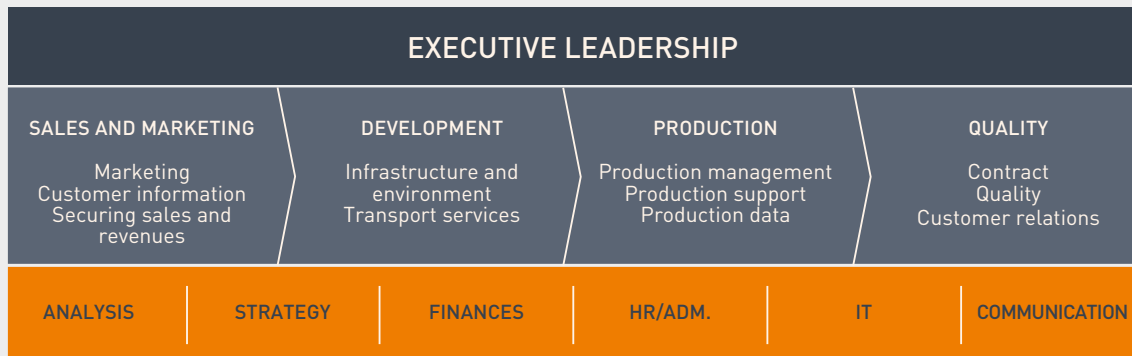 EXECUTIVE LEADERSHIP
SALES AND MARKETING
Marketing
Customer information
Securing sales and
revenues
DEVELOPMENT
Infrastructure and
environment
Transport services
PRODUCTION
Production management
Production support
Production data
QUALITY
Contract
Quality
Customer relations
ANALYSIS
STRATEGY
FINANCES
HR/ADM.
IT
COMMUNICATION